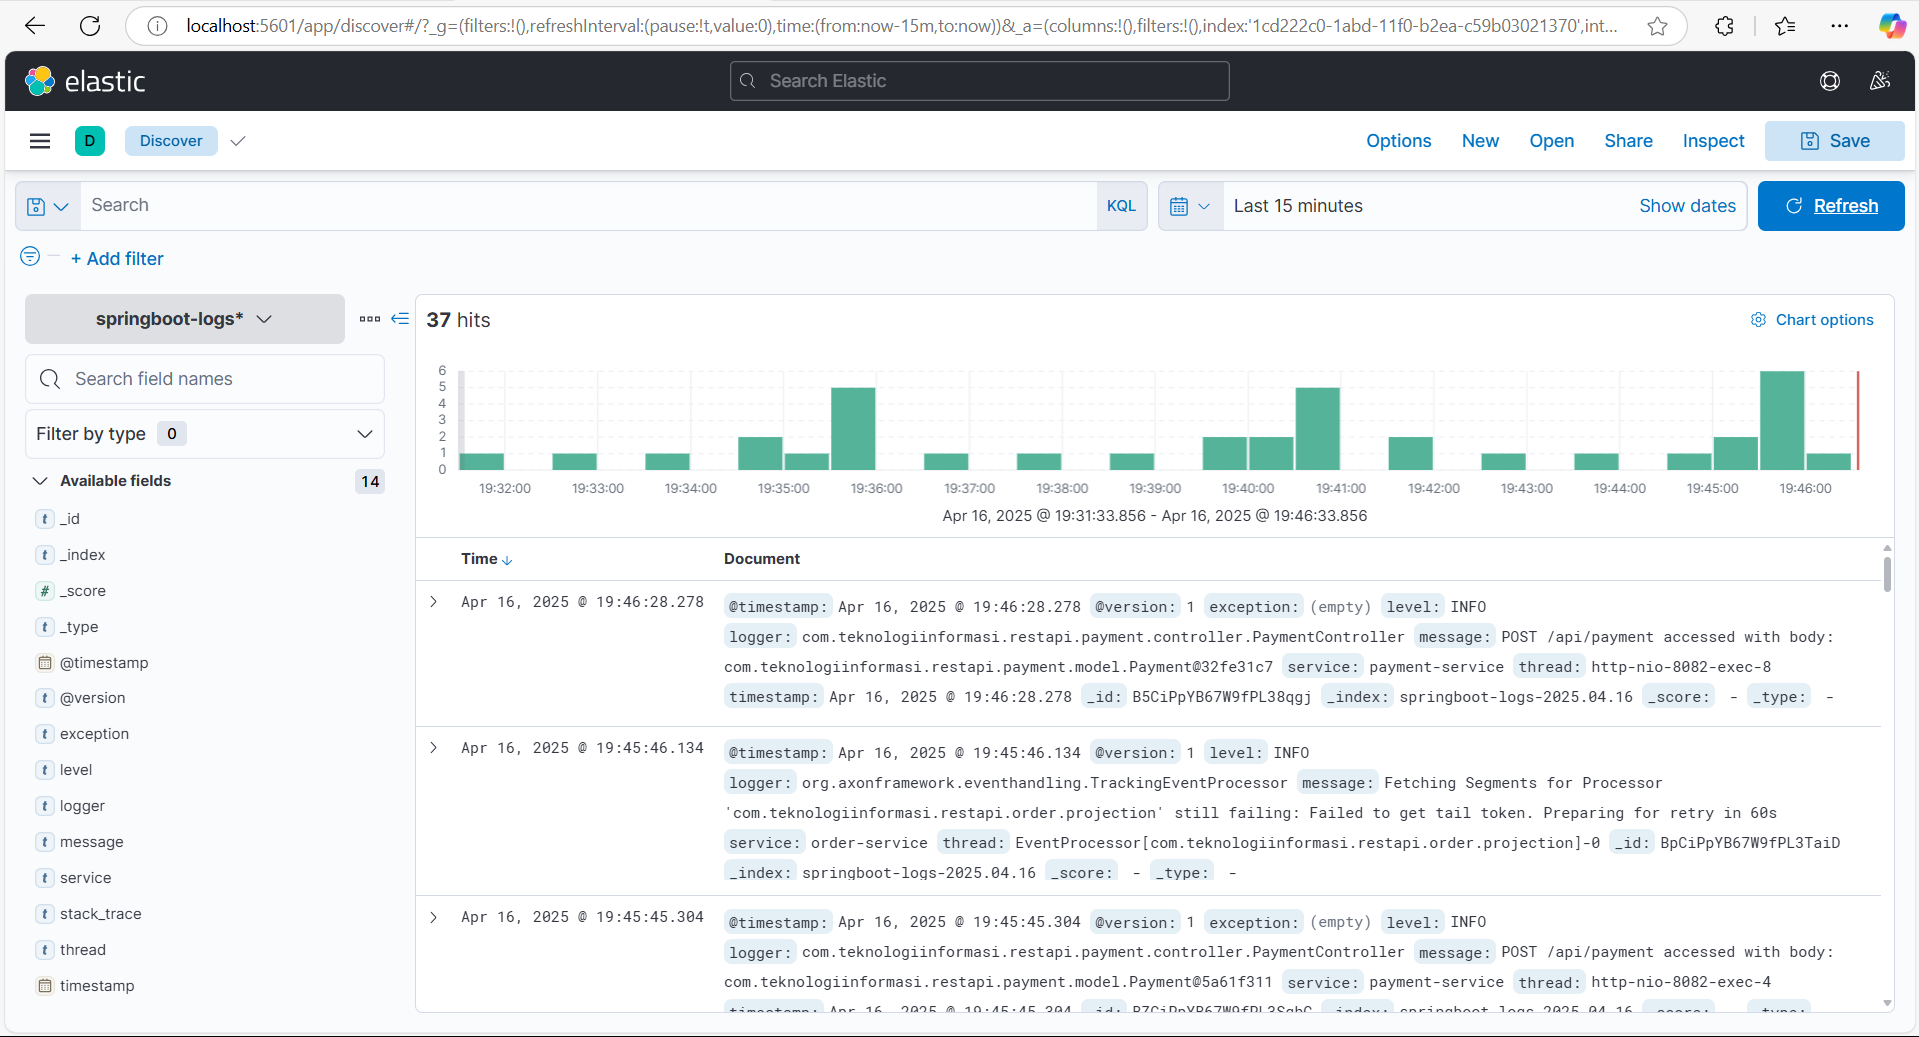 localhost:5601/app/discover#/?_g=(filters:!(),refreshInterval:(pause:!t,value:0),time:(from:now-15m,to:now))&_a=(columns:!(),filters:!(),index:'1cd222c0-1abd-11f0-b2ea-c59b03021370',int...
elastic
Search Elastic
D
Discover
Options
New
Open
Share
Inspect
Save
Search
KQL
Last 15 minutes
Show dates
Refresh
+ Add filter
springboot-logs*
Search field names
Filter by type 0
Available fields 14
t _id
t _index
# _score
t _type
@timestamp
t @version
t exception
t level
t logger
t message
t service
t stack_trace
t thread
timestamp
37 hits
Chart options
6
5
4
3
2
1
0
19:32:00 19:33:00 19:34:00 19:35:00 19:36:00 19:37:00 19:38:00 19:39:00 19:40:00 19:41:00 19:42:00 19:43:00 19:44:00 19:45:00 19:46:00
Apr 16, 2025 @ 19:31:33.856 - Apr 16, 2025 @ 19:46:33.856
Time Document
Apr 16, 2025 @ 19:46:28.278
@timestamp: Apr 16, 2025 @ 19:46:28.278 @version: 1 exception: (empty) level: INFO
logger: com.teknologiinformasi.restapi.payment.controller.PaymentController message: POST /api/payment accessed with body:
com.teknologiinformasi.restapi.payment.model.Payment@32fe31c7 service: payment-service thread: http-nio-8082-exec-8
timestamp: Apr 16, 2025 @ 19:46:28.278 _id: B5CiPpYB67W9fPL38qgj _index: springboot-logs-2025.04.16 _score: - _type: -
Apr 16, 2025 @ 19:45:46.134
@timestamp: Apr 16, 2025 @ 19:45:46.134 @version: 1 level: INFO
logger: org.axonframework.eventhandling.TrackingEventProcessor message: Fetching Segments for Processor
'com.teknologiinformasi.restapi.order.projection' still failing: Failed to get tail token. Preparing for retry in 60s
service: order-service thread: EventProcessor[com.teknologiinformasi.restapi.order.projection]-0 _id: BpCiPpYB67W9fPL3TaiD
_index: springboot-logs-2025.04.16 _score: - _type: -
Apr 16, 2025 @ 19:45:45.304
@timestamp: Apr 16, 2025 @ 19:45:45.304 @version: 1 exception: (empty) level: INFO
logger: com.teknologiinformasi.restapi.payment.controller.PaymentController message: POST /api/payment accessed with body:
com.teknologiinformasi.restapi.payment.model.Payment@5a61f311 service: payment-service thread: http-nio-8082-exec-4
timestamp: Apr 16, 2025 @ 19:45:45.304 _id: _index: springboot-logs-2025.04.16 _score: - _type: -